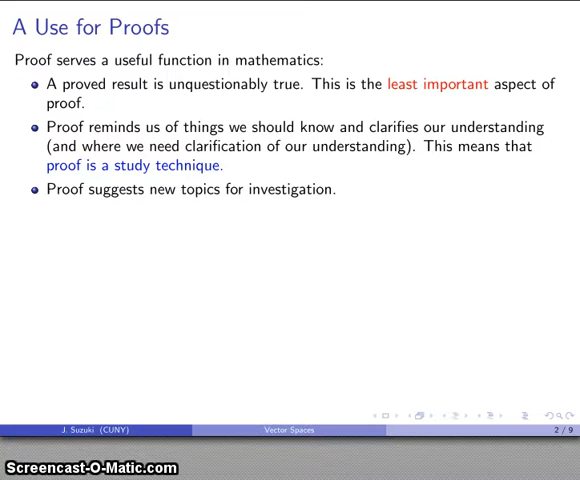 A Use for Proofs
Proof serves a useful function in mathematics:
A proved result is unquestionably true. This is the least important aspect of
proof.
Proof reminds us of things we should know and clarifies our understanding
(and where we need clarification of our understanding). This means that
proof is a study technique.
Proof suggests new topics for investigation.
J. Suzuki (CUNY) Vector Spaces 2 / 9
Screencast-O-Matic.com